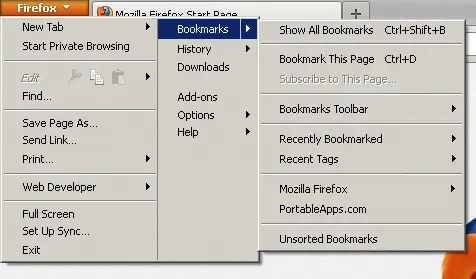 Firefox
Mozilla Firefox Start Page
New Tab
Start Private Browsing
Edit
Find...
Save Page As...
Send Link...
Print...
Web Developer
Full Screen
Set Up Sync...
Exit
Bookmarks
History
Downloads
Add-ons
Options
Help
Show All Bookmarks Ctrl+Shift+B
Bookmark This Page Ctrl+D
Subscribe to This Page...
Bookmarks Toolbar
Recently Bookmarked
Recent Tags
Mozilla Firefox
PortableApps.com
Unsorted Bookmarks